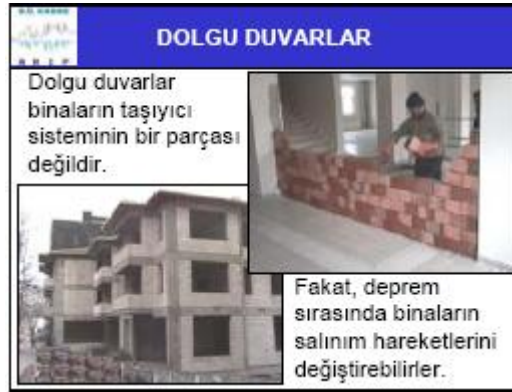 DOLGU DUVARLAR
Dolgu duvarlar
binaların taşıyıcı
sisteminin bir parçası
değildir.
Fakat, deprem
sırasında binaların
salınım hareketlerini
değiştirebilirler.